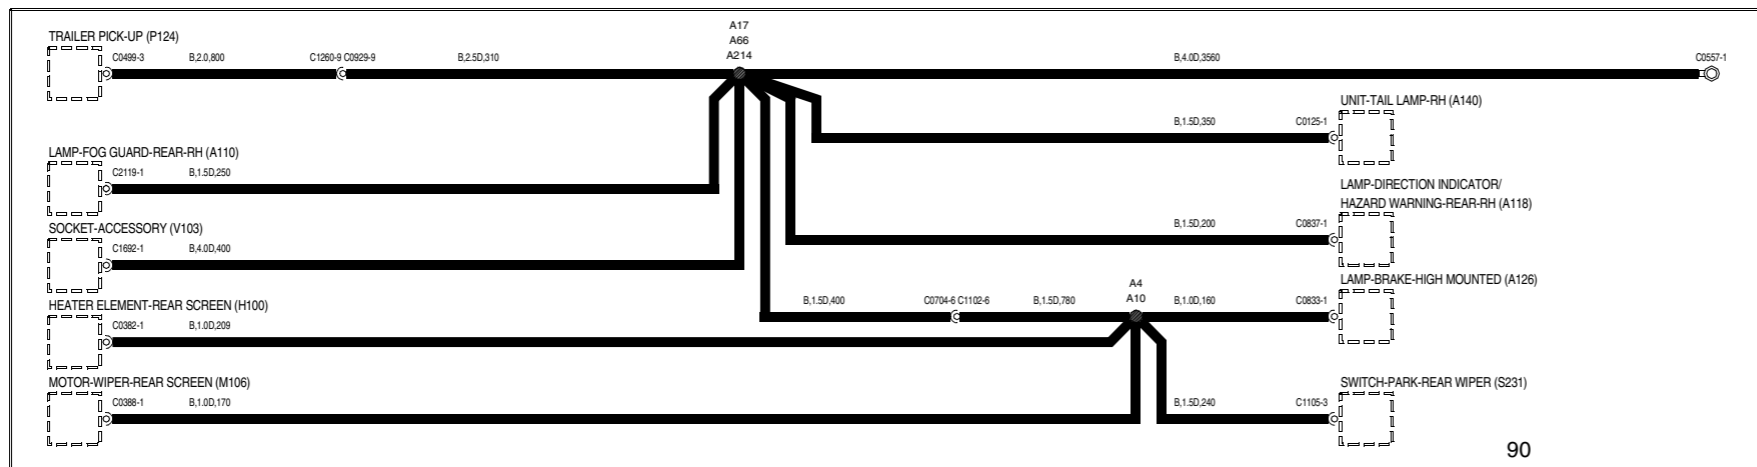 A17
A66
A214
TRAILER PICK-UP (P124)
C0499-3 B,2.0,800 C1260-9 C0929-9 B,2.5D,310 B,4.0D,3560 C0557-1
UNIT-TAIL LAMP-RH (A140)
B,1.5D,350 C0125-1
LAMP-FOG GUARD-REAR-RH (A110)
C2119-1 B,1.5D,250
LAMP-DIRECTION INDICATOR/
HAZARD WARNING-REAR-RH (A118)
B,1.5D,200 C0837-1
SOCKET-ACCESSORY (V103)
C1692-1 B,4.0D,400
LAMP-BRAKE-HIGH MOUNTED (A126)
A4
A10
B,1.5D,400 C0704-6 C1102-6 B,1.5D,780 B,1.0D,160 C0833-1
HEATER ELEMENT-REAR SCREEN (H100)
C0382-1 B,1.0D,209
MOTOR-WIPER-REAR SCREEN (M106)
C0388-1 B,1.0D,170
SWITCH-PARK-REAR WIPER (S231)
B,1.5D,240 C1105-3
90